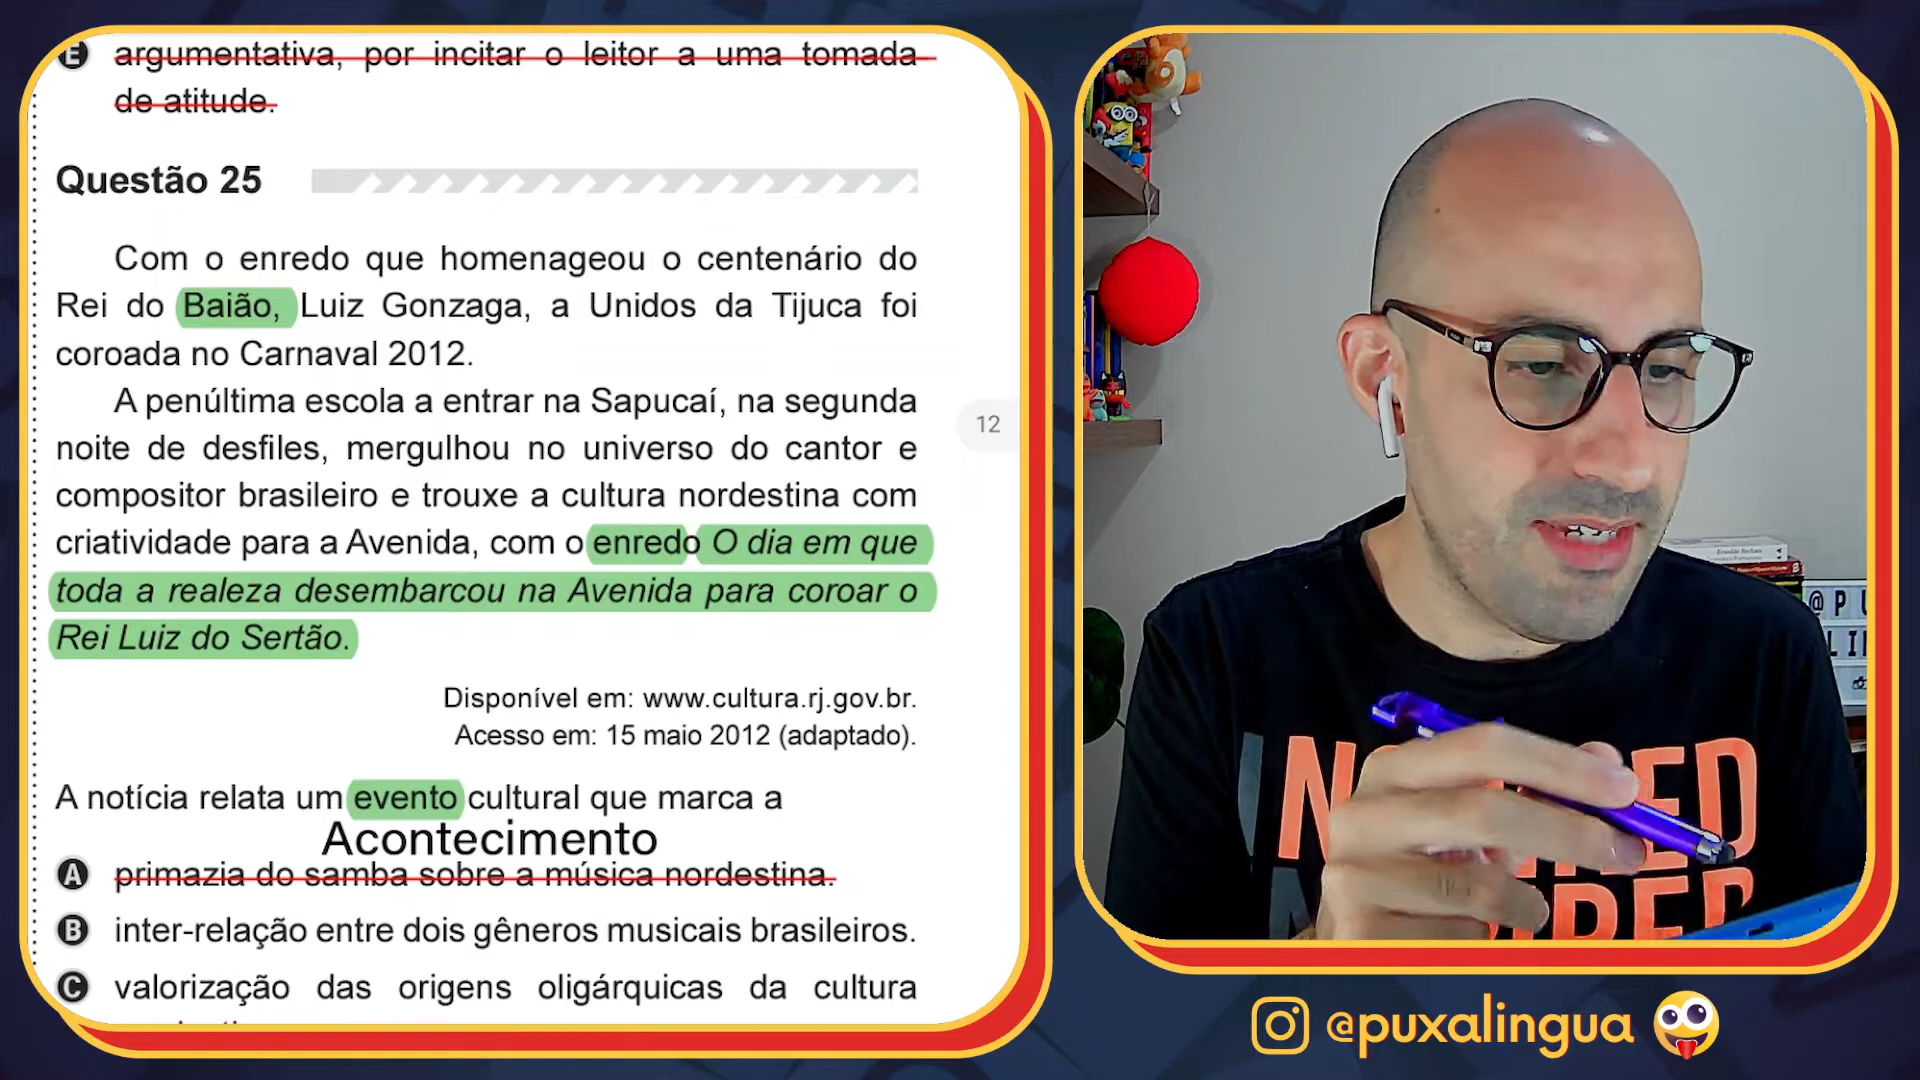 E argumentativa, por incitar o leitor a uma tomada
de atitude.
Questão 25
Com o enredo que homenageou o centenário do
Rei do Baião, Luiz Gonzaga, a Unidos da Tijuca foi
coroada no Carnaval 2012.
A penúltima escola a entrar na Sapucaí, na segunda
noite de desfiles, mergulhou no universo do cantor e
compositor brasileiro e trouxe a cultura nordestina com
criatividade para a Avenida, com o enredo O dia em que
toda a realeza desembarcou na Avenida para coroar o
Rei Luiz do Sertão.
Disponível em: www.cultura.rj.gov.br.
Acesso em: 15 maio 2012 (adaptado).
A notícia relata um evento cultural que marca a
Acontecimento
A primazia do samba sobre a música nordestina.
B inter-relação entre dois gêneros musicais brasileiros.
C valorização das origens oligárquicas da cultura
12
@puxalingua